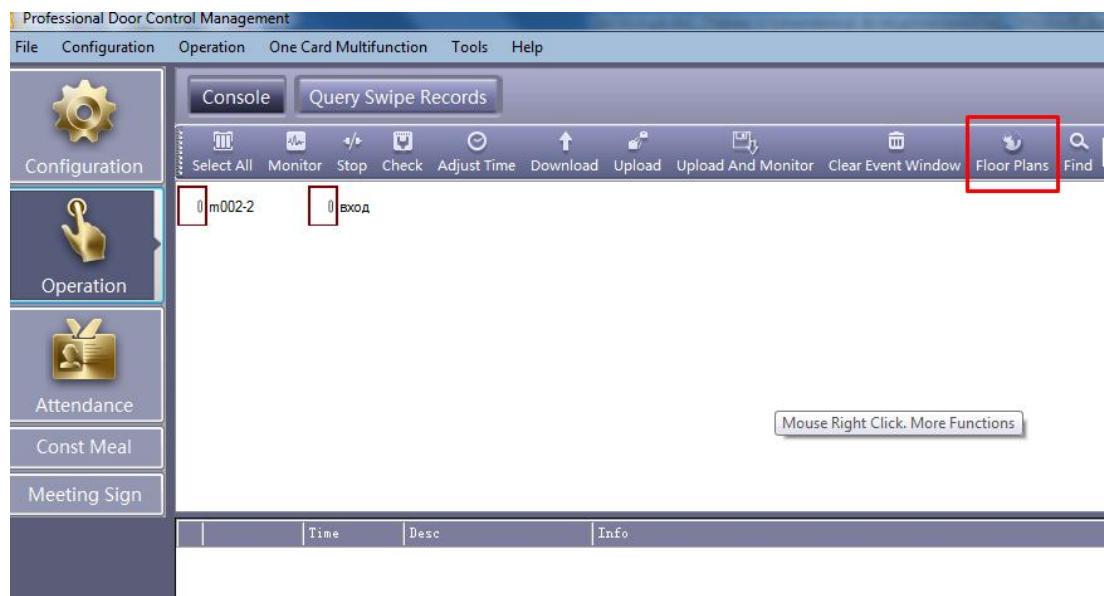 Professional Door Control Management
File Configuration Operation One Card Multifunction Tools Help
Console Query Swipe Records
Configuration
Select All Monitor Stop Check Adjust Time Download Upload Upload And Monitor Clear Event Window Floor Plans Find
0 m002-2 0 вход
Operation
Attendance
Mouse Right Click. More Functions
Const Meal
Meeting Sign
Time Desc Info